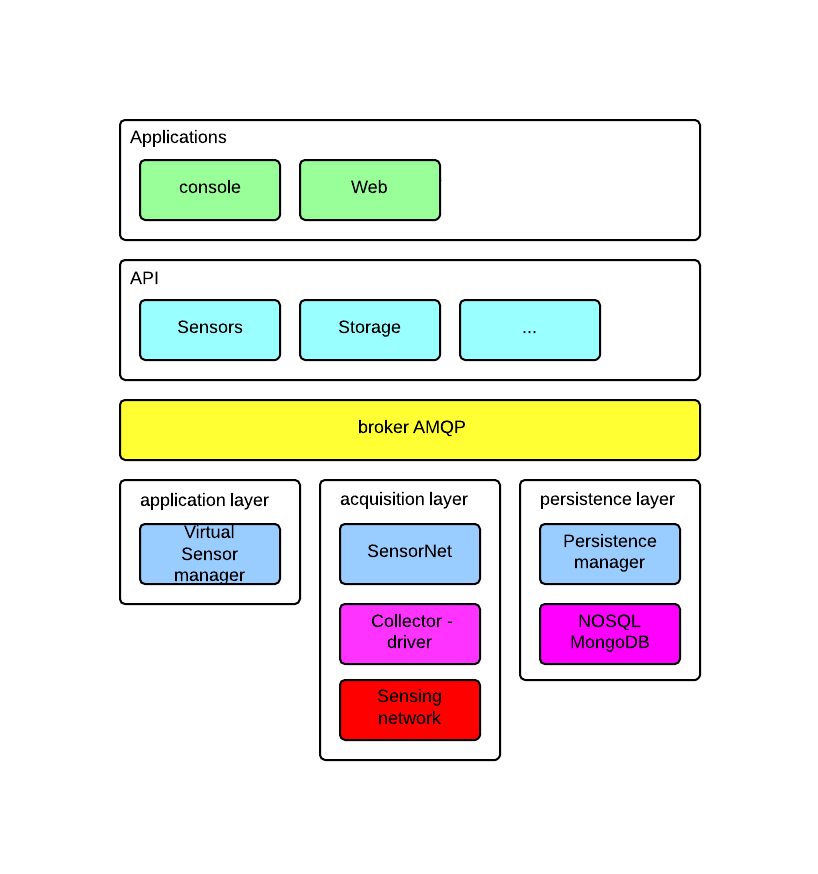 Applications
console
Web
API
Sensors
Storage
...
broker AMQP
application layer
Virtual
Sensor
manager
acquisition layer
SensorNet
Collector -
driver
Sensing
network
persistence layer
Persistence
manager
NOSQL
MongoDB